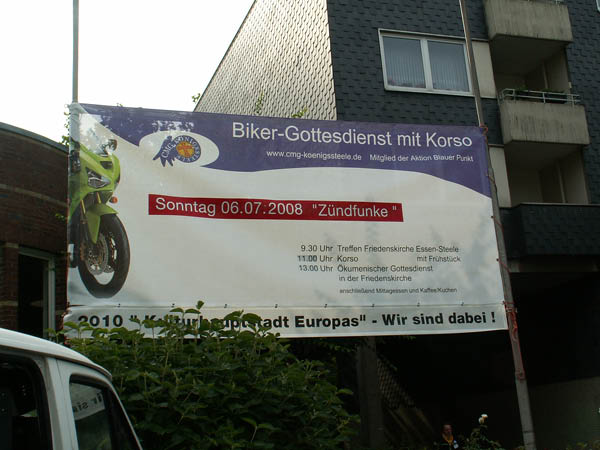 Biker-Gottesdienst mit Korso
www.cmg-koenigssteele.de Mitglied der Aktion Blauer Punkt
Sonntag 06.07.2008 "Zündfunke"
9.30 Uhr Treffen Friedenskirche Essen-Steele
11.00 Uhr Korso mit Frühstück
13.00 Uhr Ökumenischer Gottesdienst
in der Friedenskirche
anschließend Mittagessen und Kaffee/Kuchen
2010 "Kulturhauptstadt Europas" - Wir sind dabei !